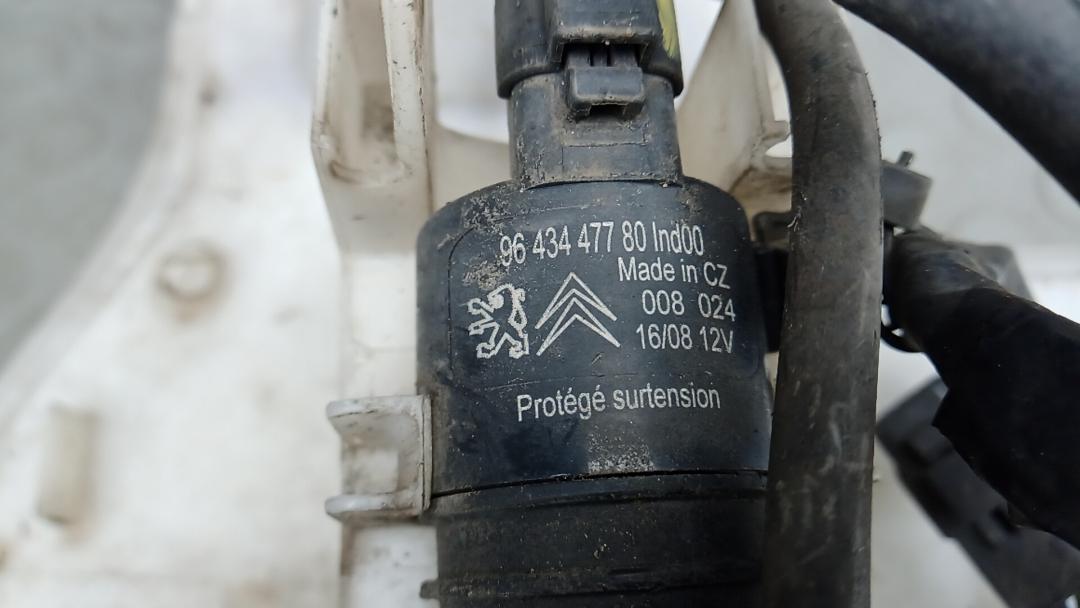 96 434 477 80 Ind00
Made in CZ
008 024
16/08 12V
Protégé surtension